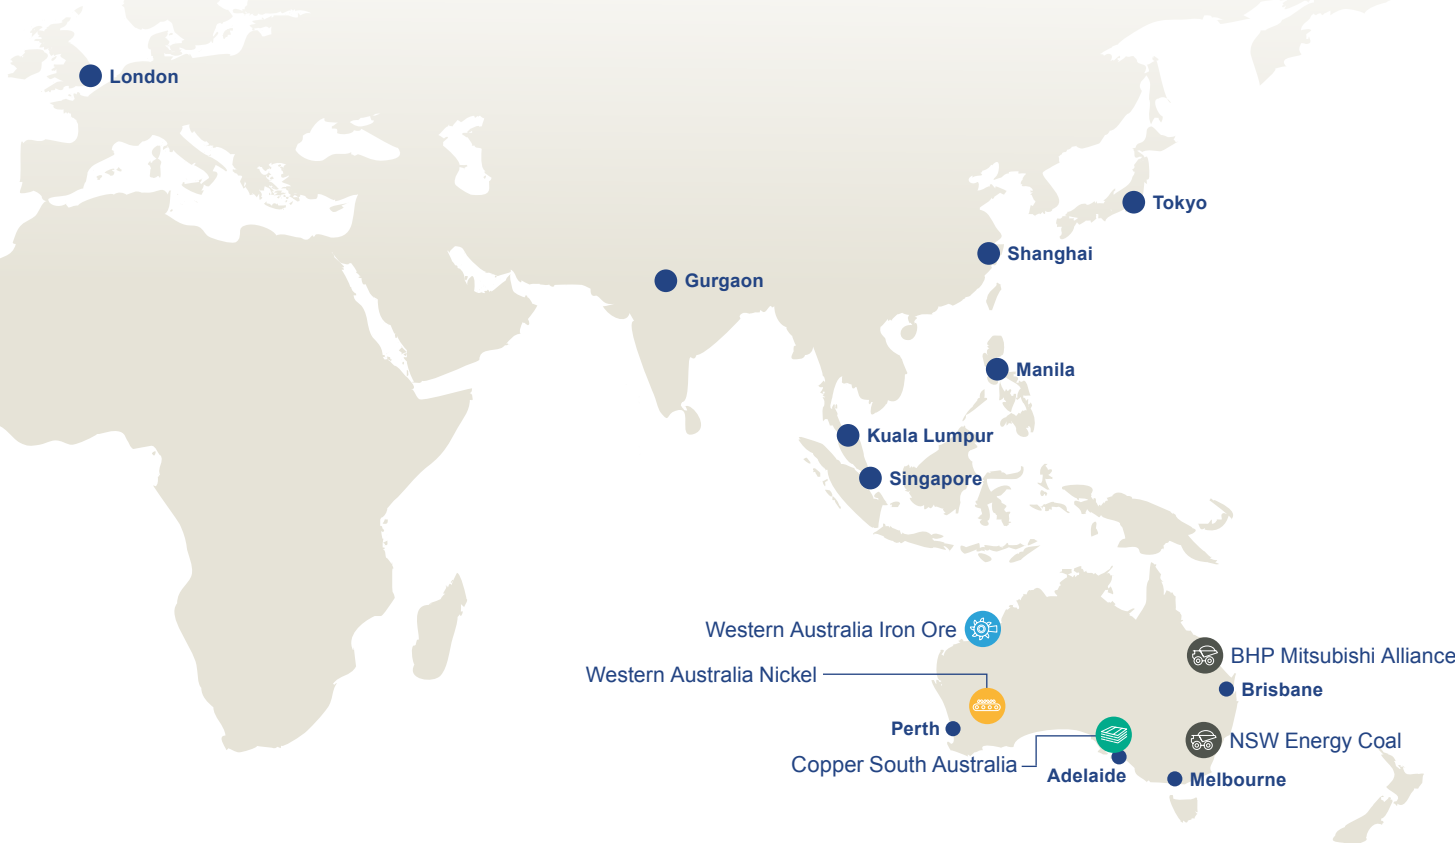 London
Tokyo
Shanghai
Gurgaon
Manila
Kuala Lumpur
Singapore
Western Australia Iron Ore
BHP Mitsubishi Alliance
Western Australia Nickel
Brisbane
Perth
NSW Energy Coal
Copper South Australia
Adelaide
Melbourne